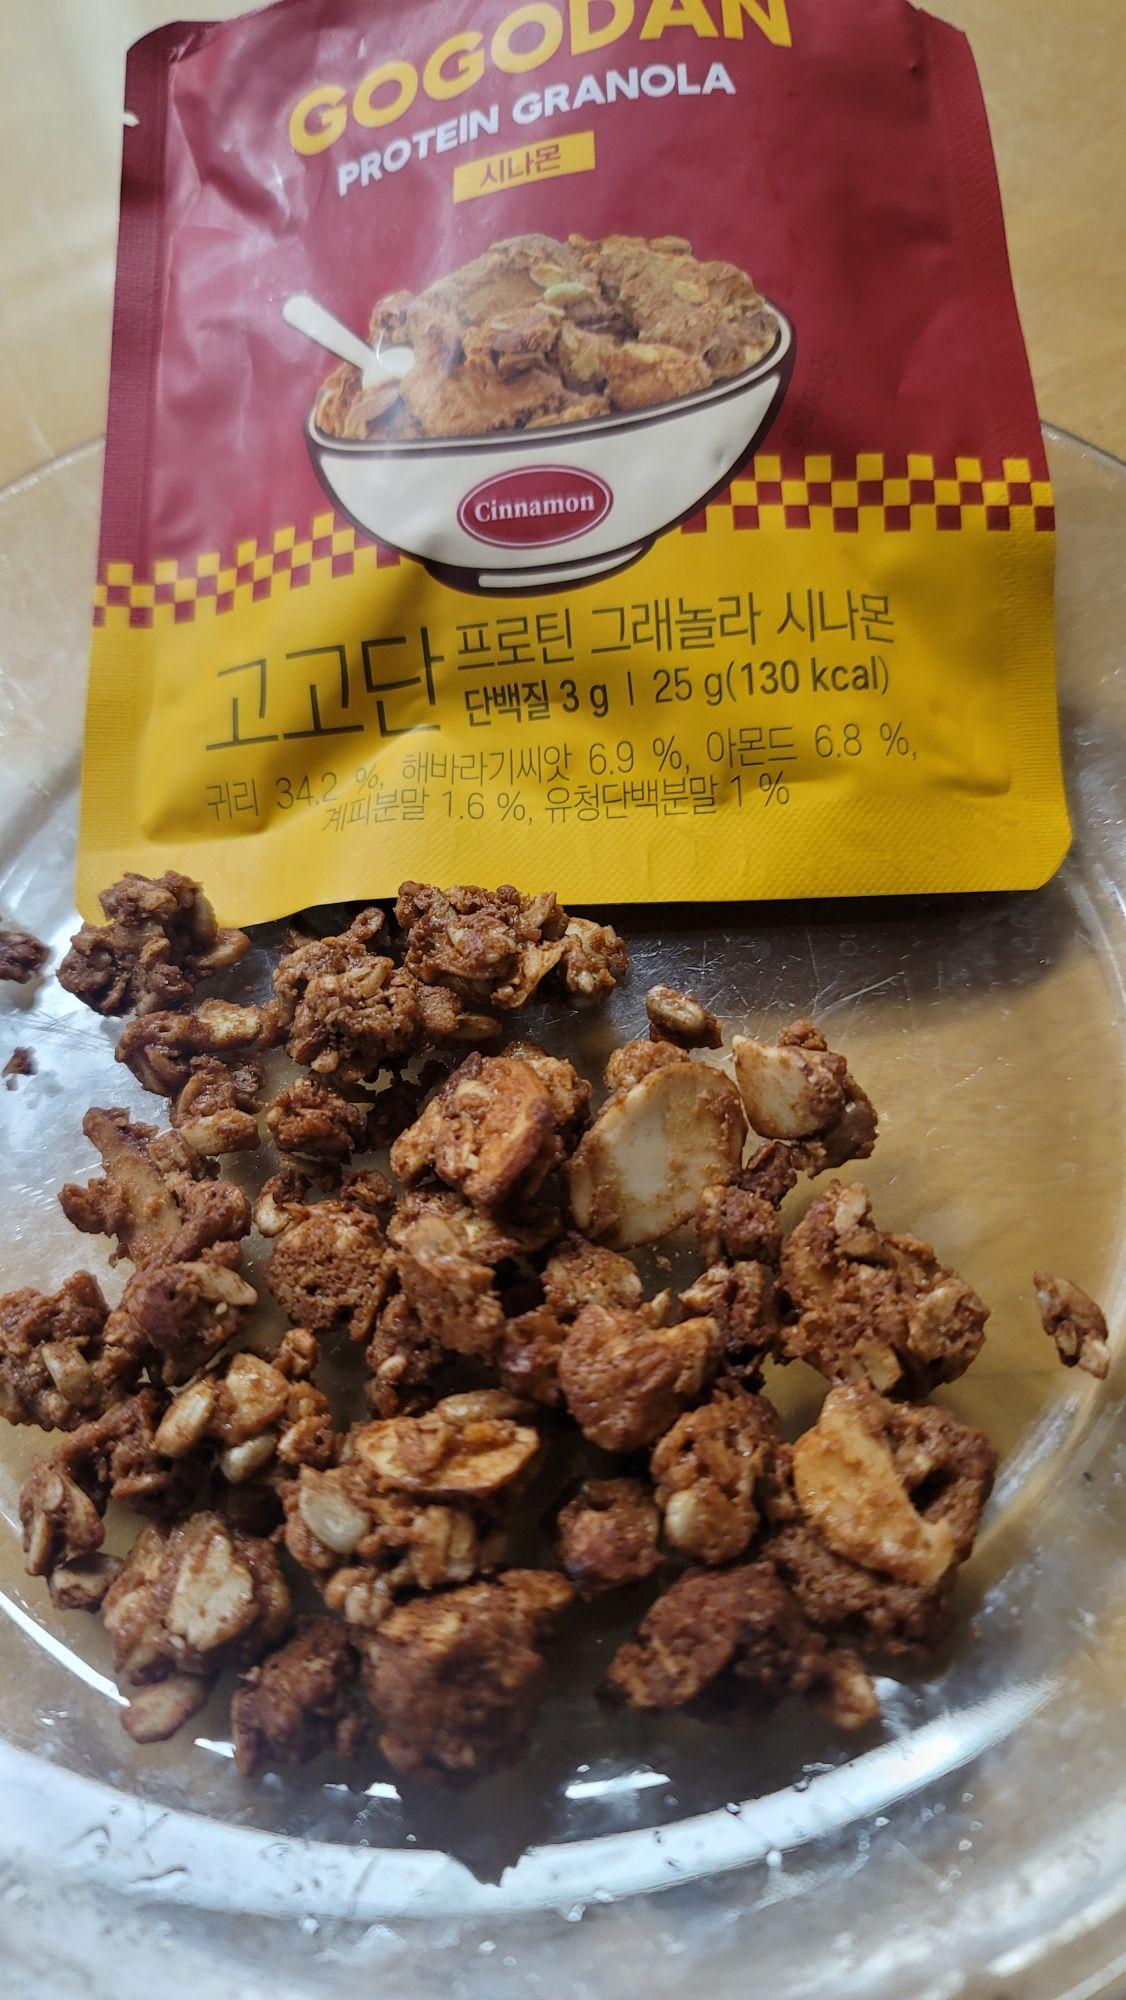 GOGODAN
PROTEIN GRANOLA
시나몬
Cinnamon
고고단 프로틴 그래놀라 시나몬
단백질 3 g | 25 g(130 kcal)
귀리 34.2 %, 해바라기씨앗 6.9 %, 아몬드 6.8 %,
계피분말 1.6 %, 유청단백분말 1 %